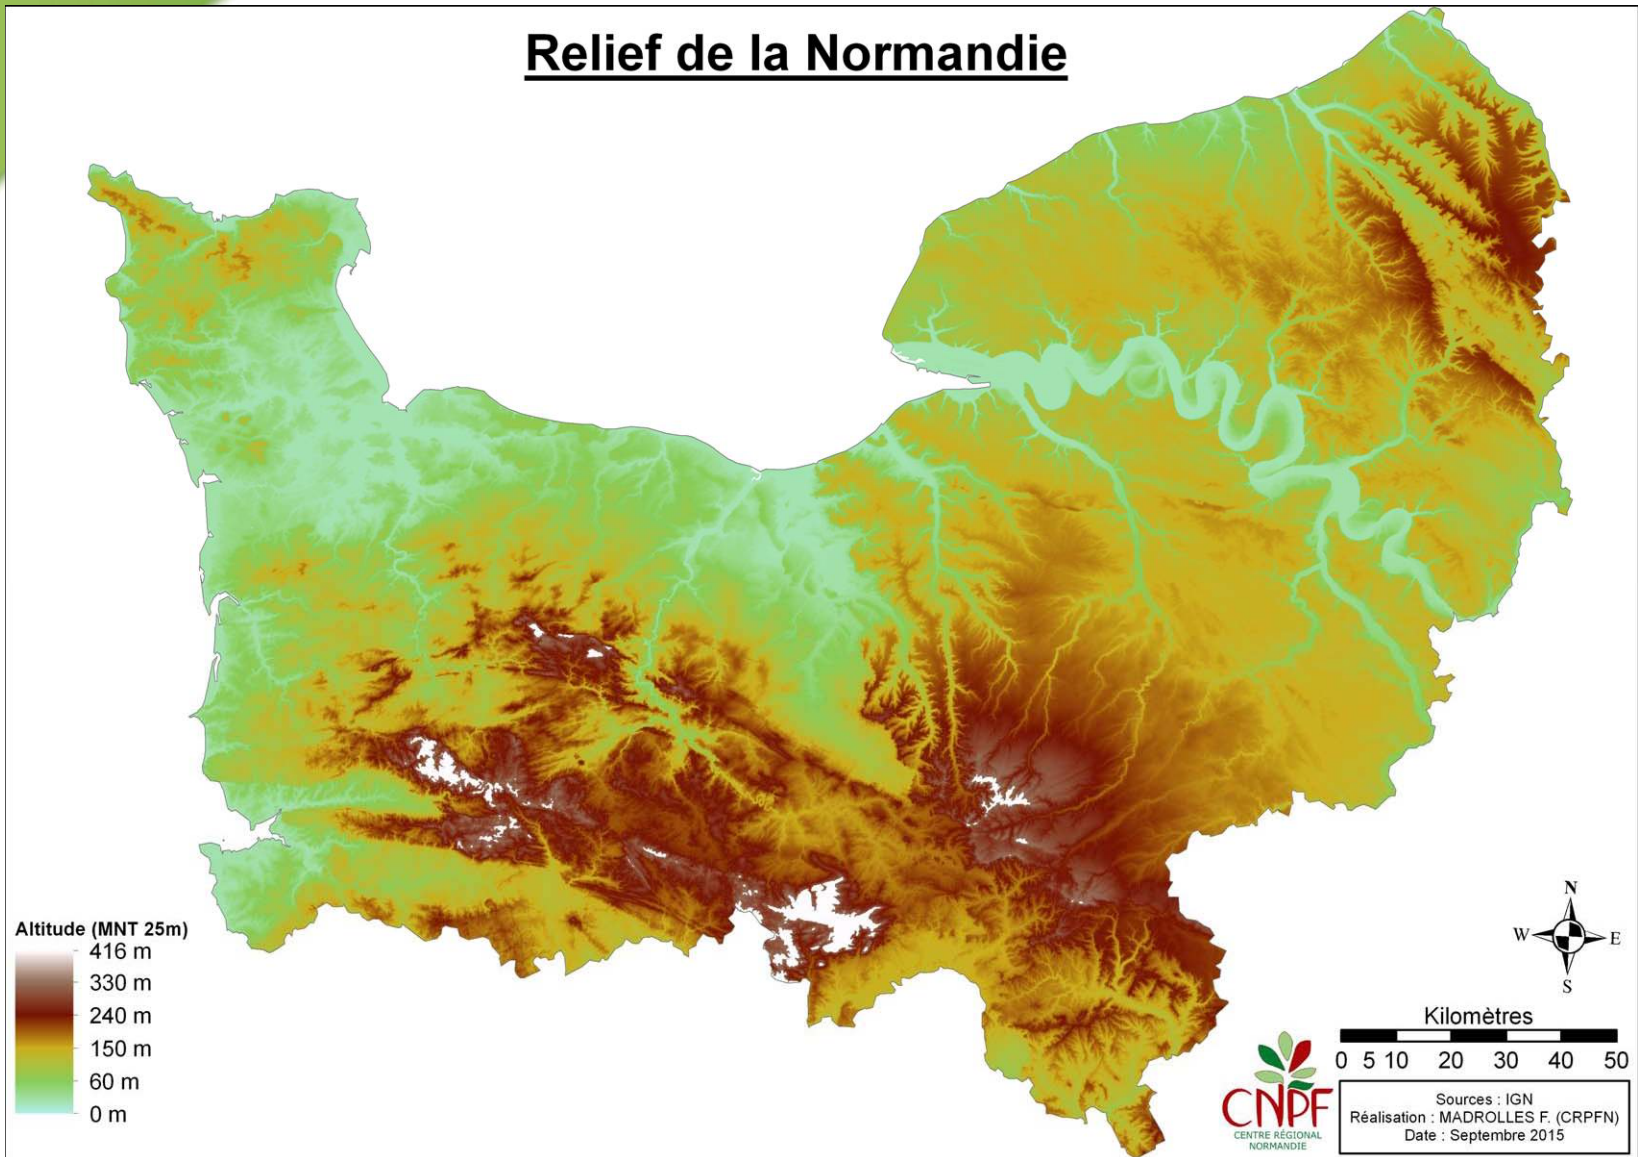 Relief de la Normandie
Altitude (MNT 25m)
416 m
330 m
240 m
150 m
60 m
0 m
N
W
E
S
Kilomètres
0 5 10 20 30 40 50
CNPF
CENTRE RÉGIONAL
NORMANDIE
Sources : IGN
Réalisation : MADROLLES F. (CRPFN)
Date : Septembre 2015